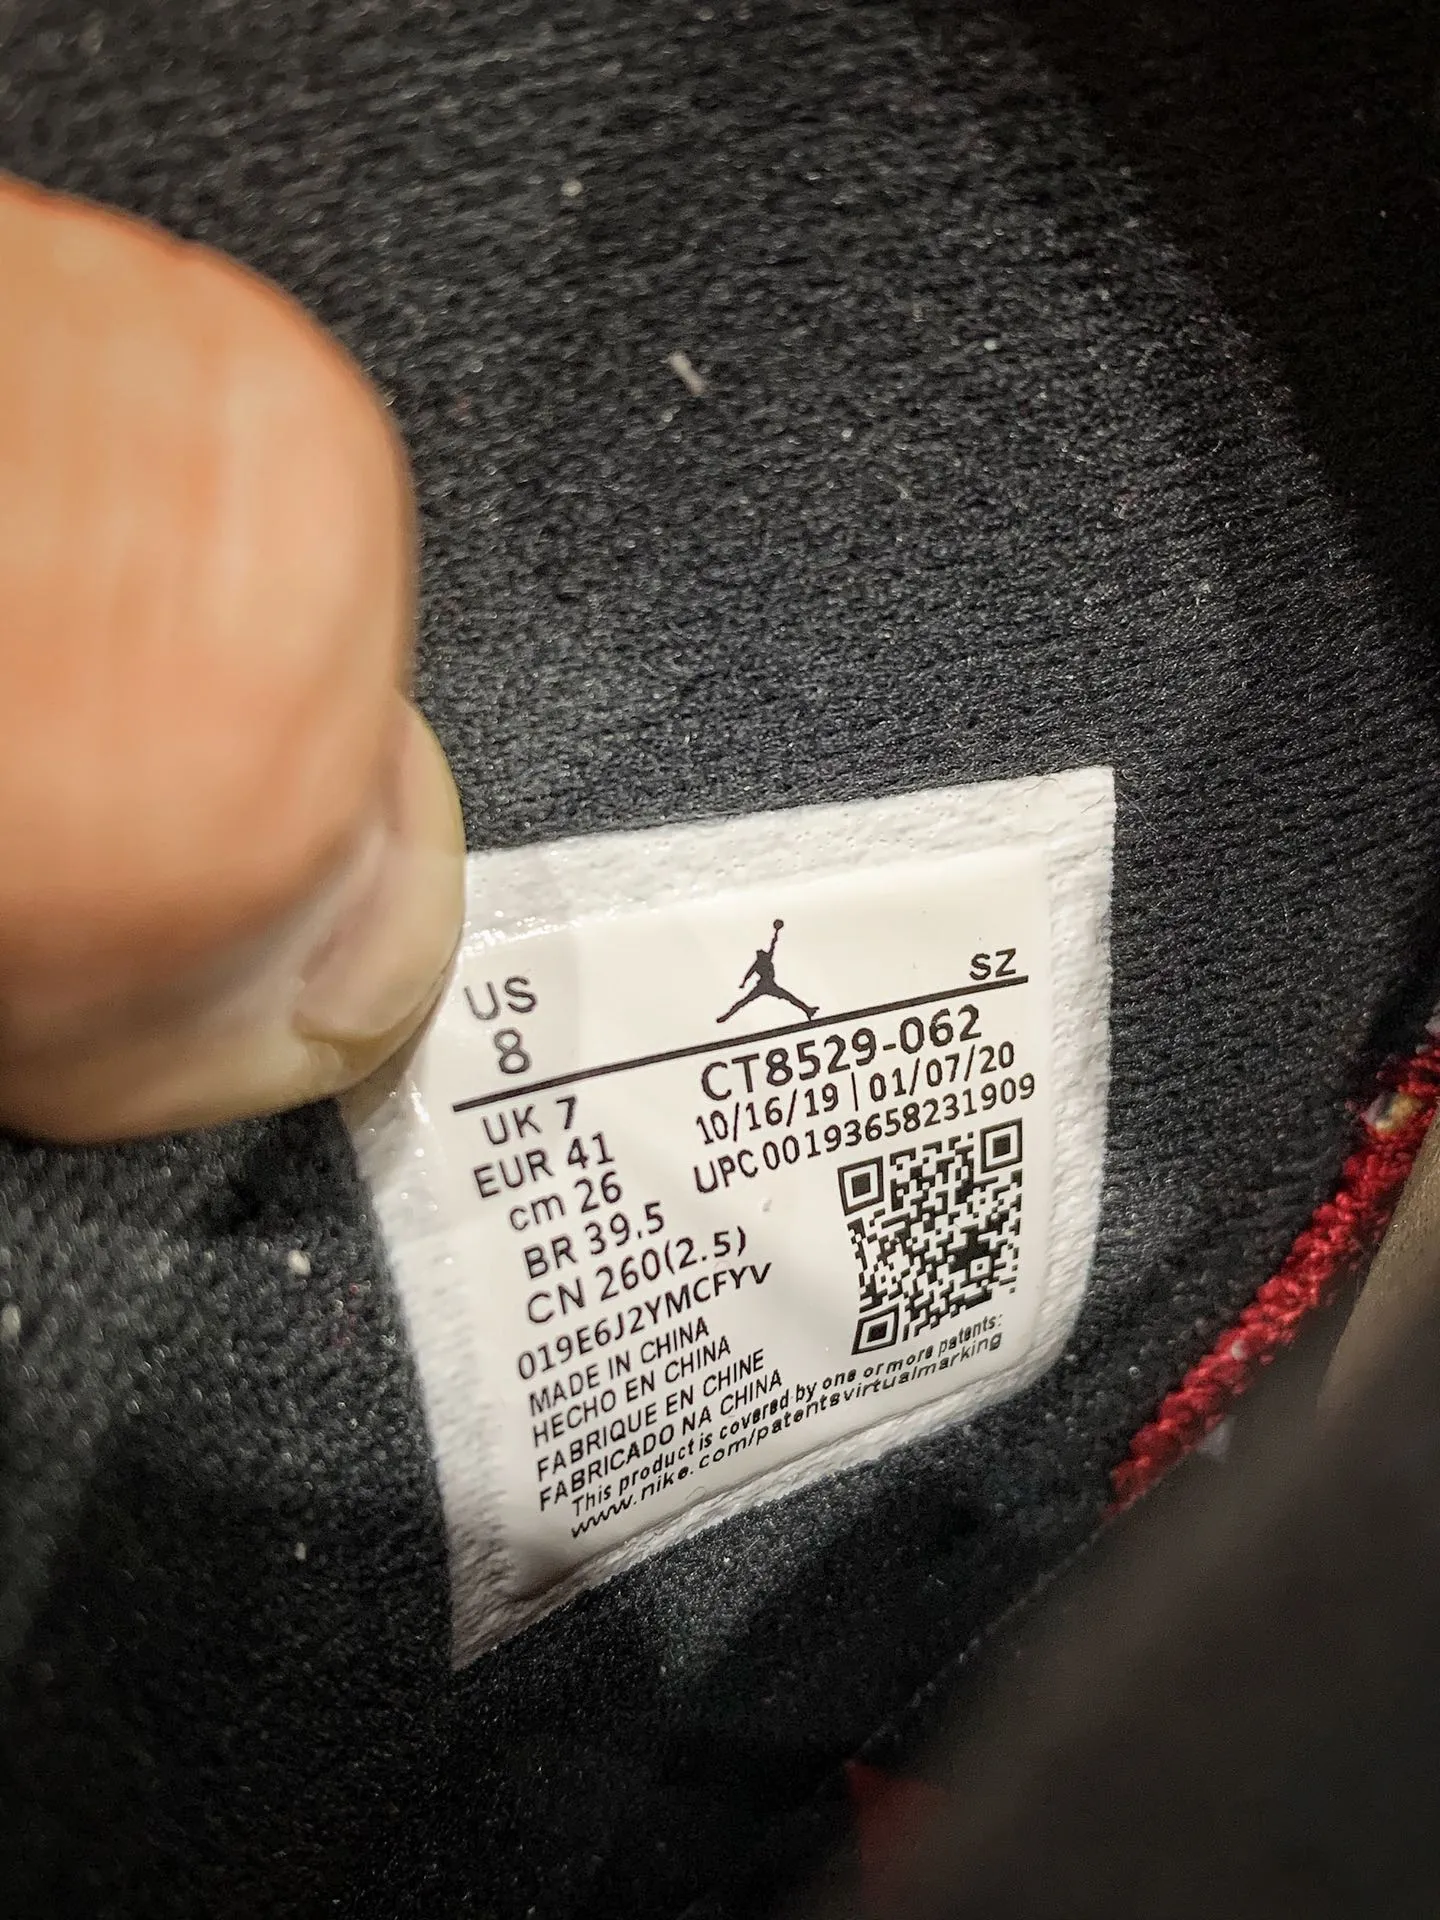 US
8
SZ
CT8529-062
10/16/19 | 01/07/20
UPC 00193658231909
UK 7
EUR 41
cm 26
BR 39.5
CN 260(2.5)
019E6J2YMCFYV
MADE IN CHINA
HECHO EN CHINA
FABRIQUE EN CHINE
FABRICADO NA CHINA
This product is covered by one or more patents:
www.nike.com/patentsvirtualmarking